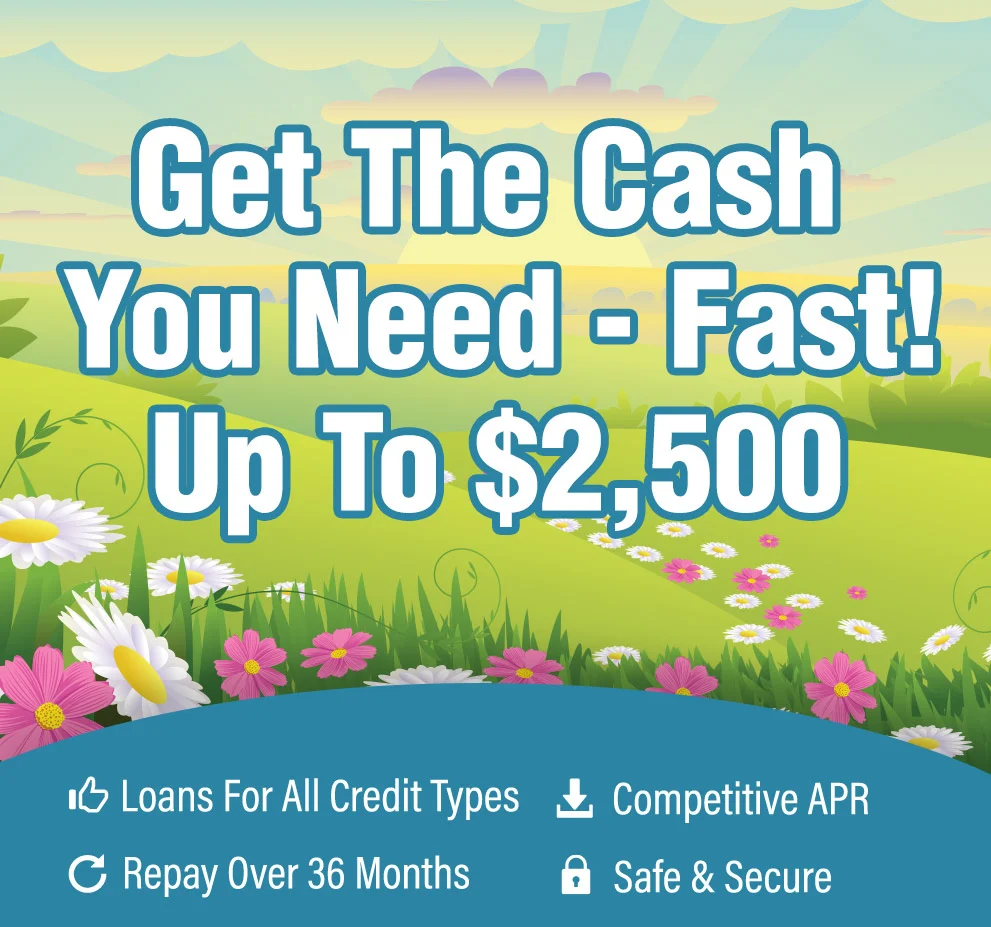 Get The Cash
You Need - Fast!
Up To $2,500
Loans For All Credit Types
Competitive APR
Repay Over 36 Months
Safe & Secure